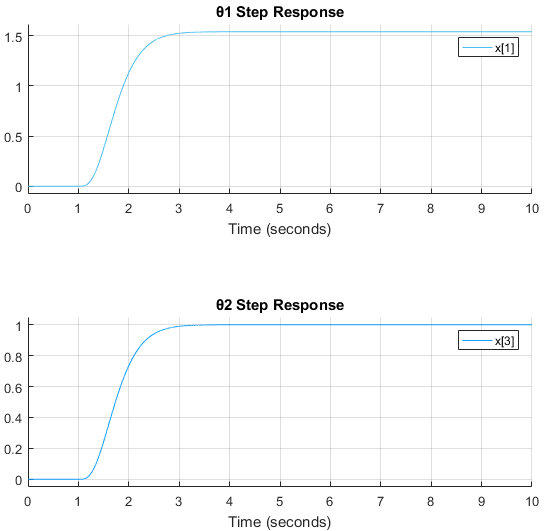 θ1 Step Response
1.5
1
0.5
0
x[1]
0 1 2 3 4 5 6 7 8 9 10
Time (seconds)
θ2 Step Response
1
0.8
0.6
0.4
0.2
0
x[3]
0 1 2 3 4 5 6 7 8 9 10
Time (seconds)